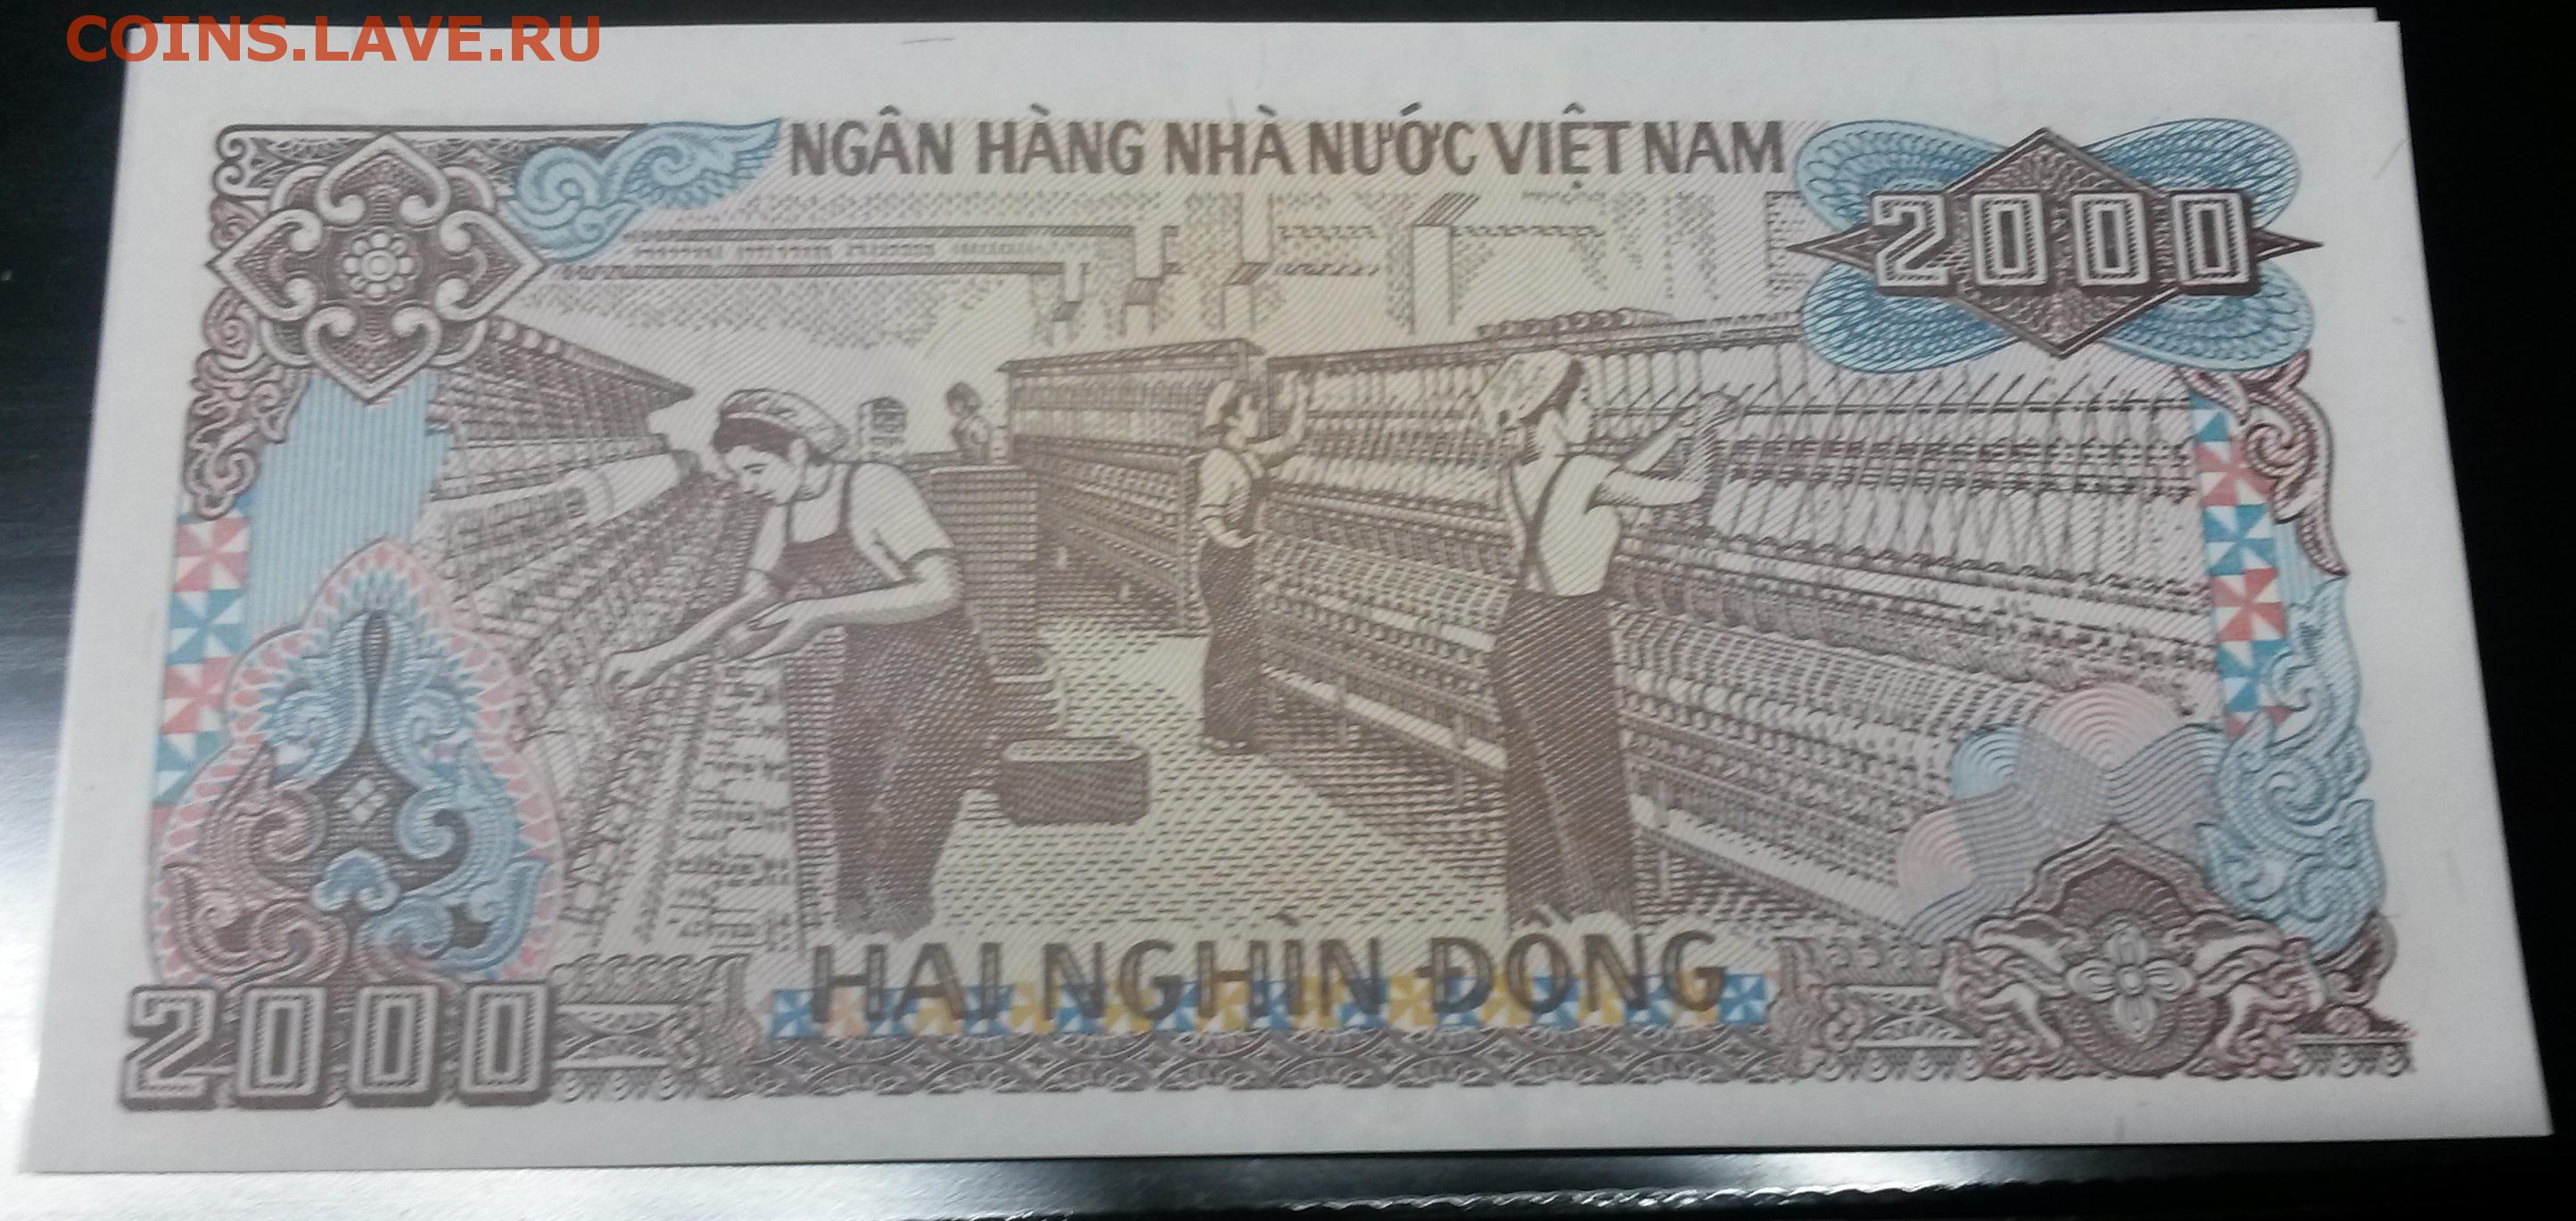 COINS.LAVE.RU
NGÂN HÀNG NHÀ NƯỚC VIỆT NAM
2000
HAI NGHÌN ĐỒNG
2000